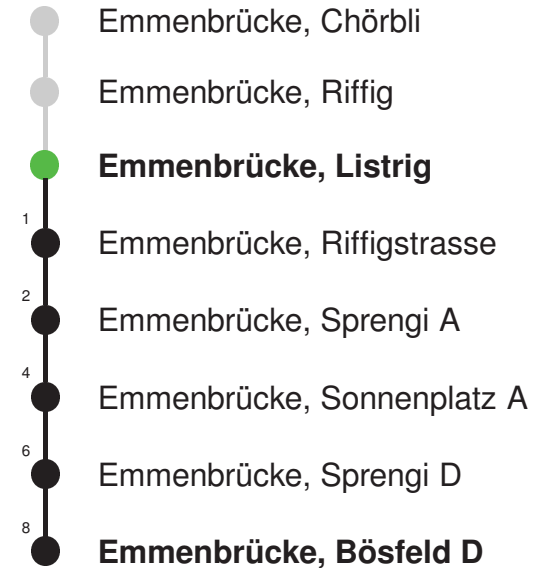 Emmenbrücke, Chörbli
Emmenbrücke, Riffig
Emmenbrücke, Listrig
1 Emmenbrücke, Riffigstrasse
2 Emmenbrücke, Sprengi A
4 Emmenbrücke, Sonnenplatz A
6 Emmenbrücke, Sprengi D
8 Emmenbrücke, Bösfeld D